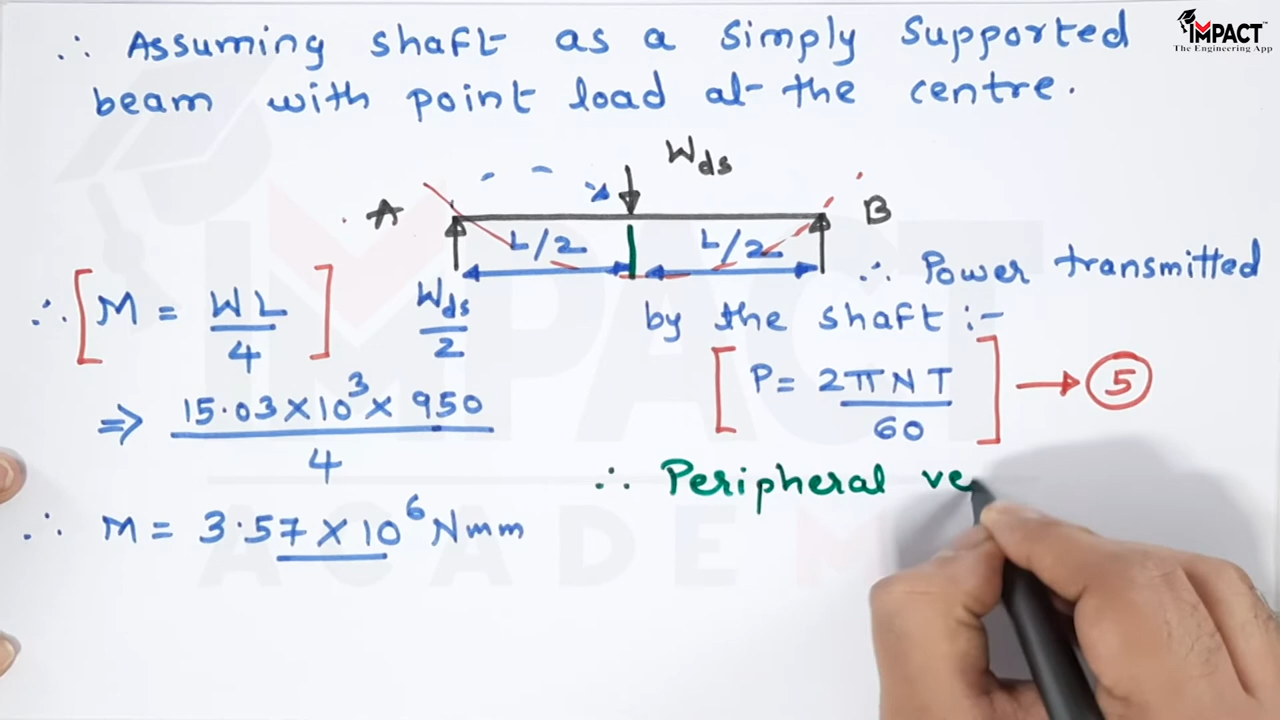 IMPACT
The Engineering App
∴ Assuming shaft as a simply supported
beam with point load at the centre.
Wds
A
B
L/2
L/2
Wds/2
∴ [M = WL/4]
⇒ 15.03×10³× 950/4
∴ M = 3.57 × 10⁶ Nmm
∴ Power transmitted
by the shaft :-
[P = 2πNT/60] → ⑤
∴ Peripheral ve
IMPACT
ACADEM